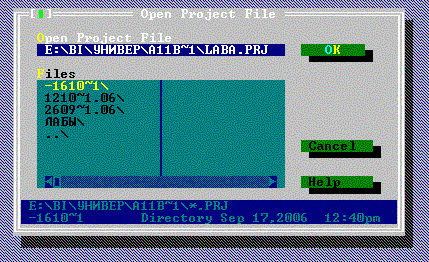 Open Project File
Open Project File
E:\BI\УНИВЕР\A11B~1\LABA.PRJ
OK
Files
-1610~1\
1210~1.06\
2609~1.06\
ЛАБЫ\
..\
Cancel
Help
E:\BI\УНИВЕР\A11B~1\*.PRJ
-1610~1 Directory Sep 17,2006 12:40pm